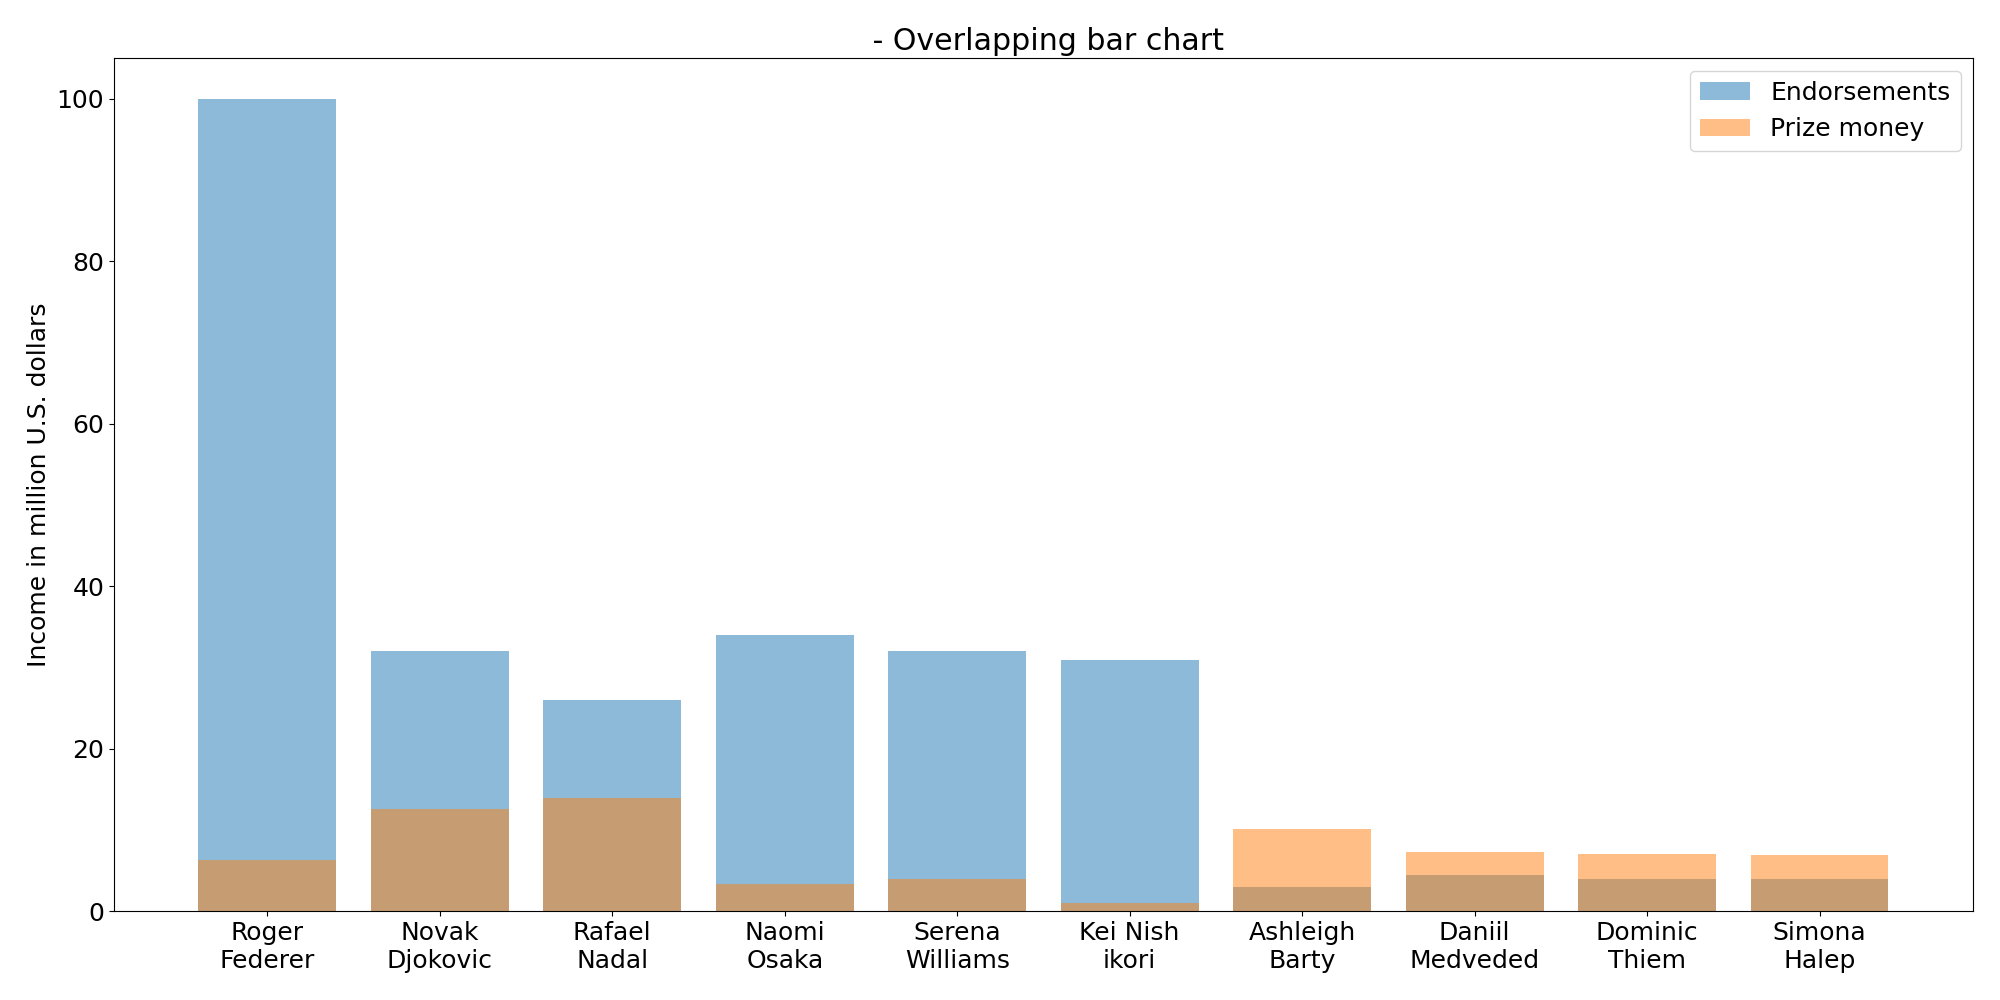 - Overlapping bar chart
Endorsements
Prize money
Income in million U.S. dollars
100
80
60
40
20
0
Roger
Federer
Novak
Djokovic
Rafael
Nadal
Naomi
Osaka
Serena
Williams
Kei Nish
ikori
Ashleigh
Barty
Daniil
Medveded
Dominic
Thiem
Simona
Halep